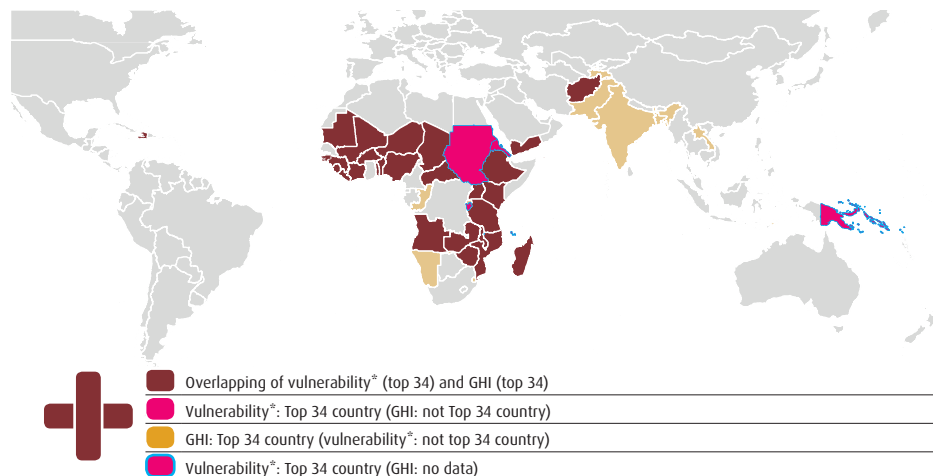 Overlapping of vulnerability* (top 34) and GHI (top 34)
Vulnerability*: Top 34 country (GHI: not Top 34 country)
GHI: Top 34 country (vulnerability*: not top 34 country)
Vulnerability*: Top 34 country (GHI: no data)